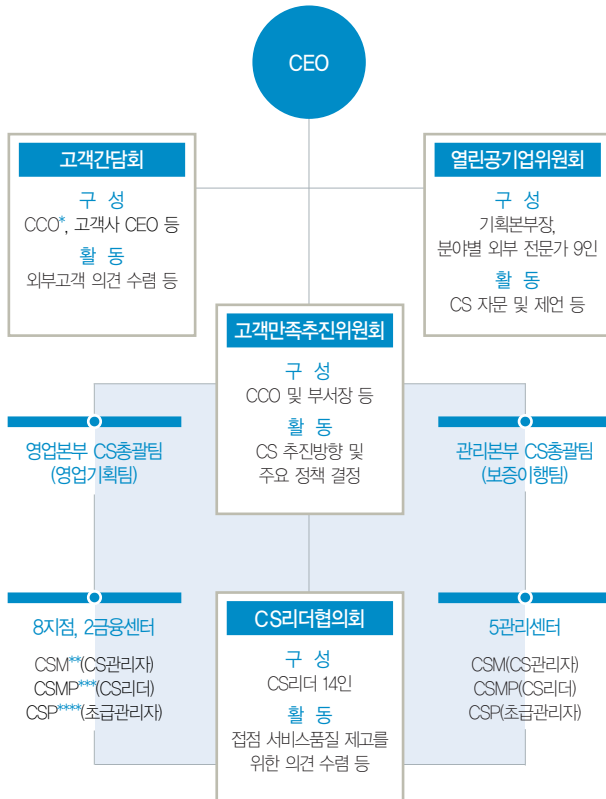 CEO
고객간담회
구 성
CCO*, 고객사 CEO 등
활 동
외부고객 의견 수렴 등
열린공기업위원회
구 성
기획본부장,
분야별 외부 전문가 9인
활 동
CS 자문 및 제언 등
고객만족추진위원회
구 성
CCO 및 부서장 등
활 동
CS 추진방향 및
주요 정책 결정
영업본부 CS총괄팀
(영업기획팀)
관리본부 CS총괄팀
(보증이행팀)
8지점, 2금융센터
CSM**(CS관리자)
CSMP***(CS리더)
CSP****(초급관리자)
CS리더협의회
구 성
CS리더 14인
활 동
접점 서비스품질 제고를
위한 의견 수렴 등
5관리센터
CSM(CS관리자)
CSMP(CS리더)
CSP(초급관리자)